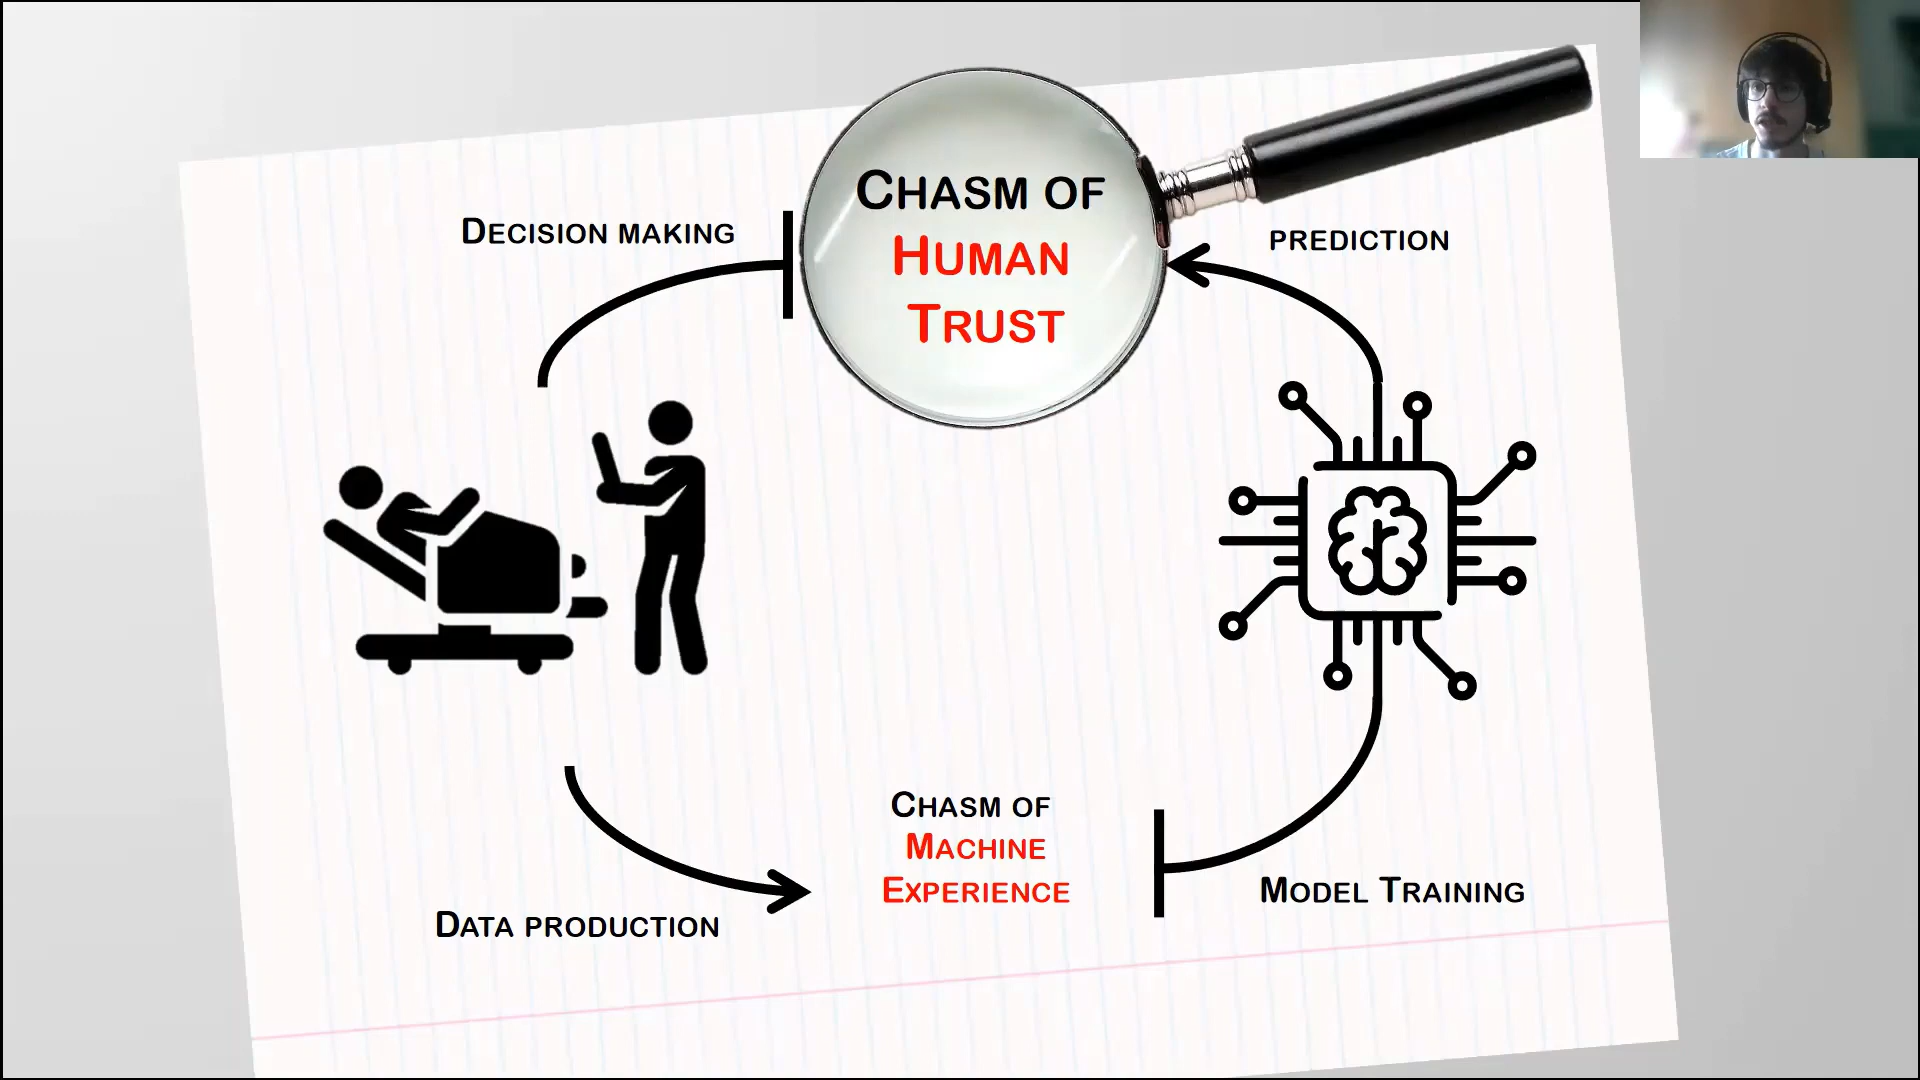 Chasm of
Human
Trust
Decision making
prediction
Chasm of
Machine
Experience
Data production
Model Training